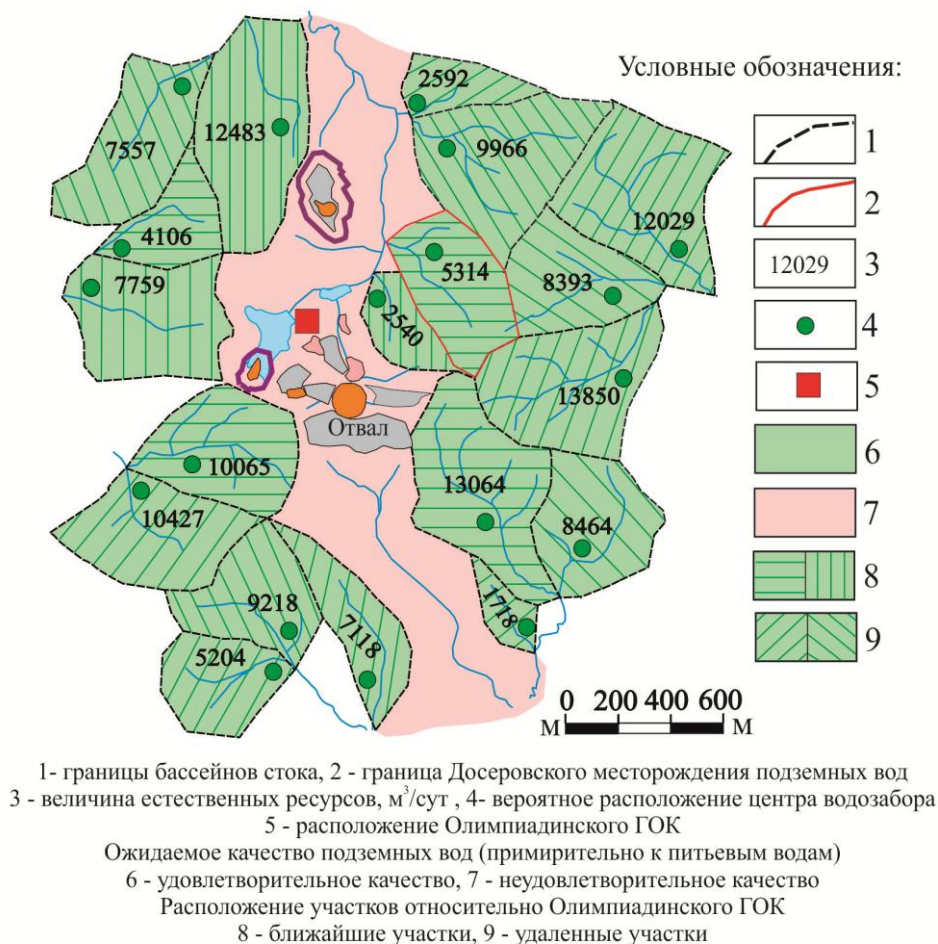 Условные обозначения:
2592
12483
9966
7557
12029
4106
5314
7759
8393
2540
13850
Отвал
10065
13064
10427
8464
9218
1718
7118
5204
1
2
12029 3
4
5
6
7
8
9
0 200 400 600
М М
1- границы бассейнов стока, 2 - граница Досеровского месторождения подземных вод
3 - величина естественных ресурсов, м³/сут , 4- вероятное расположение центра водозабора
5 - расположение Олимпиадинского ГОК
Ожидаемое качество подземных вод (примирительно к питьевым водам)
6 - удовлетворительное качество, 7 - неудовлетворительное качество
Расположение участков относительно Олимпиадинского ГОК
8 - ближайшие участки, 9 - удаленные участки